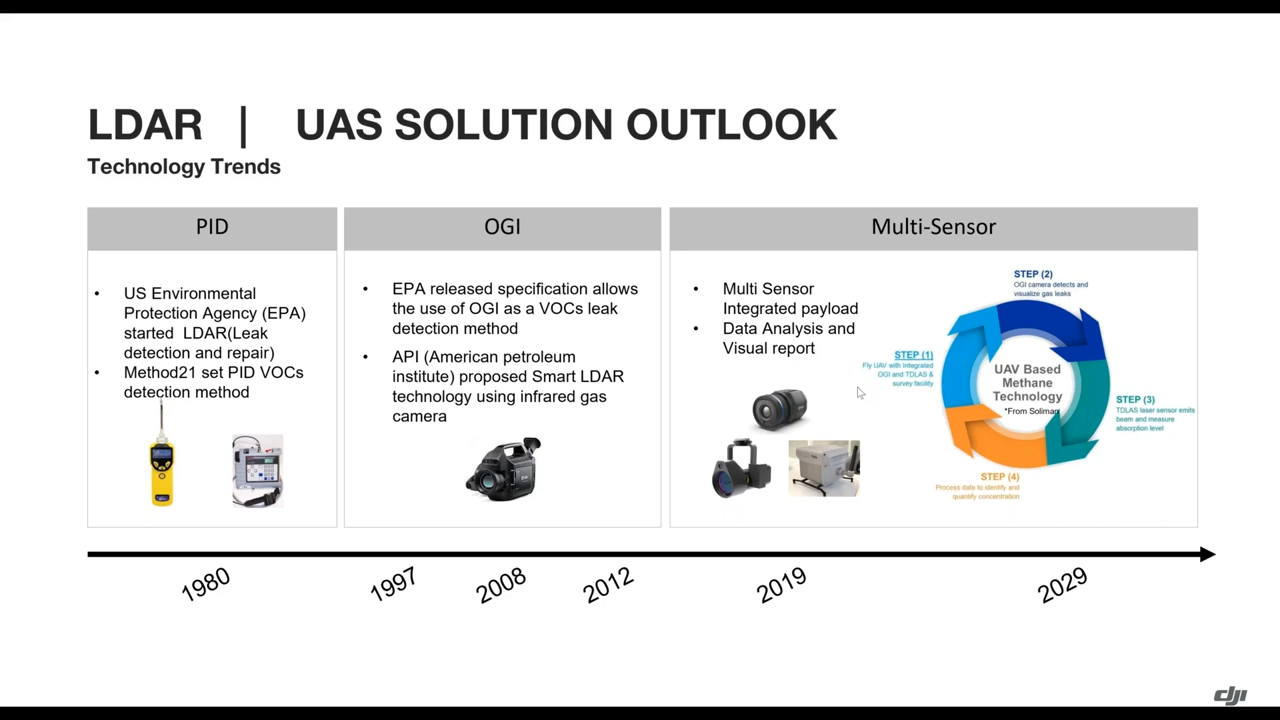 LDAR | UAS SOLUTION OUTLOOK
Technology Trends
PID
• US Environmental
Protection Agency (EPA)
started LDAR(Leak
detection and repair)
• Method21 set PID VOCs
detection method
OGI
• EPA released specification allows
the use of OGI as a VOCs leak
detection method
• API (American petroleum
institute) proposed Smart LDAR
technology using infrared gas
camera
Multi-Sensor
• Multi Sensor
Integrated payload
• Data Analysis and
Visual report
STEP (1)
Fly UAV with Integrated
OGI and TDLAS &
survey facility
STEP (2)
OGI camera detects and
visualize gas leaks
UAV Based
Methane
Technology
*From Soliman
STEP (3)
TDLAS laser sensor emits
beam and measure
absorption level
STEP (4)
Process data to identify and
quantify concentration
1980
1997
2008
2012
2019
2029
dji